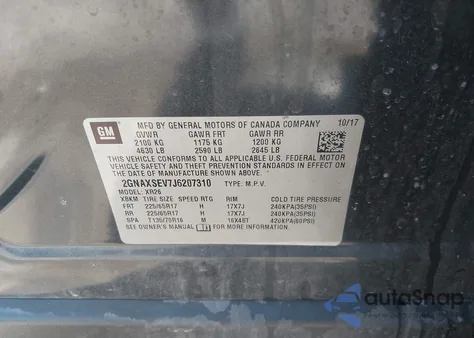 GM
MFD BY GENERAL MOTORS OF CANADA COMPANY 10/17
GVWR GAWR FRT GAWR RR
2100 KG 1175 KG 1200 KG
4630 LB 2590 LB 2645 LB
THIS VEHICLE CONFORMS TO ALL APPLICABLE U.S. FEDERAL MOTOR
VEHICLE SAFETY AND THEFT PREVENTION STANDARDS IN EFFECT ON
THE DATE OF MANUFACTURE SHOWN ABOVE.
2GNAXSEV7J6207310 TYPE: M.P.V.
MODEL: XR26
XBKM TIRE SIZE SPEED RTG RIM COLD TIRE PRESSURE
FRT 225/65R17 H 17X7J 240KPA(35PSI)
RR 225/65R17 H 17X7J 240KPA(35PSI)
SPA T135/70R16 M 16X4BT 420KPA(60PSI)
SEE OWNER'S MANUAL
autoSnap